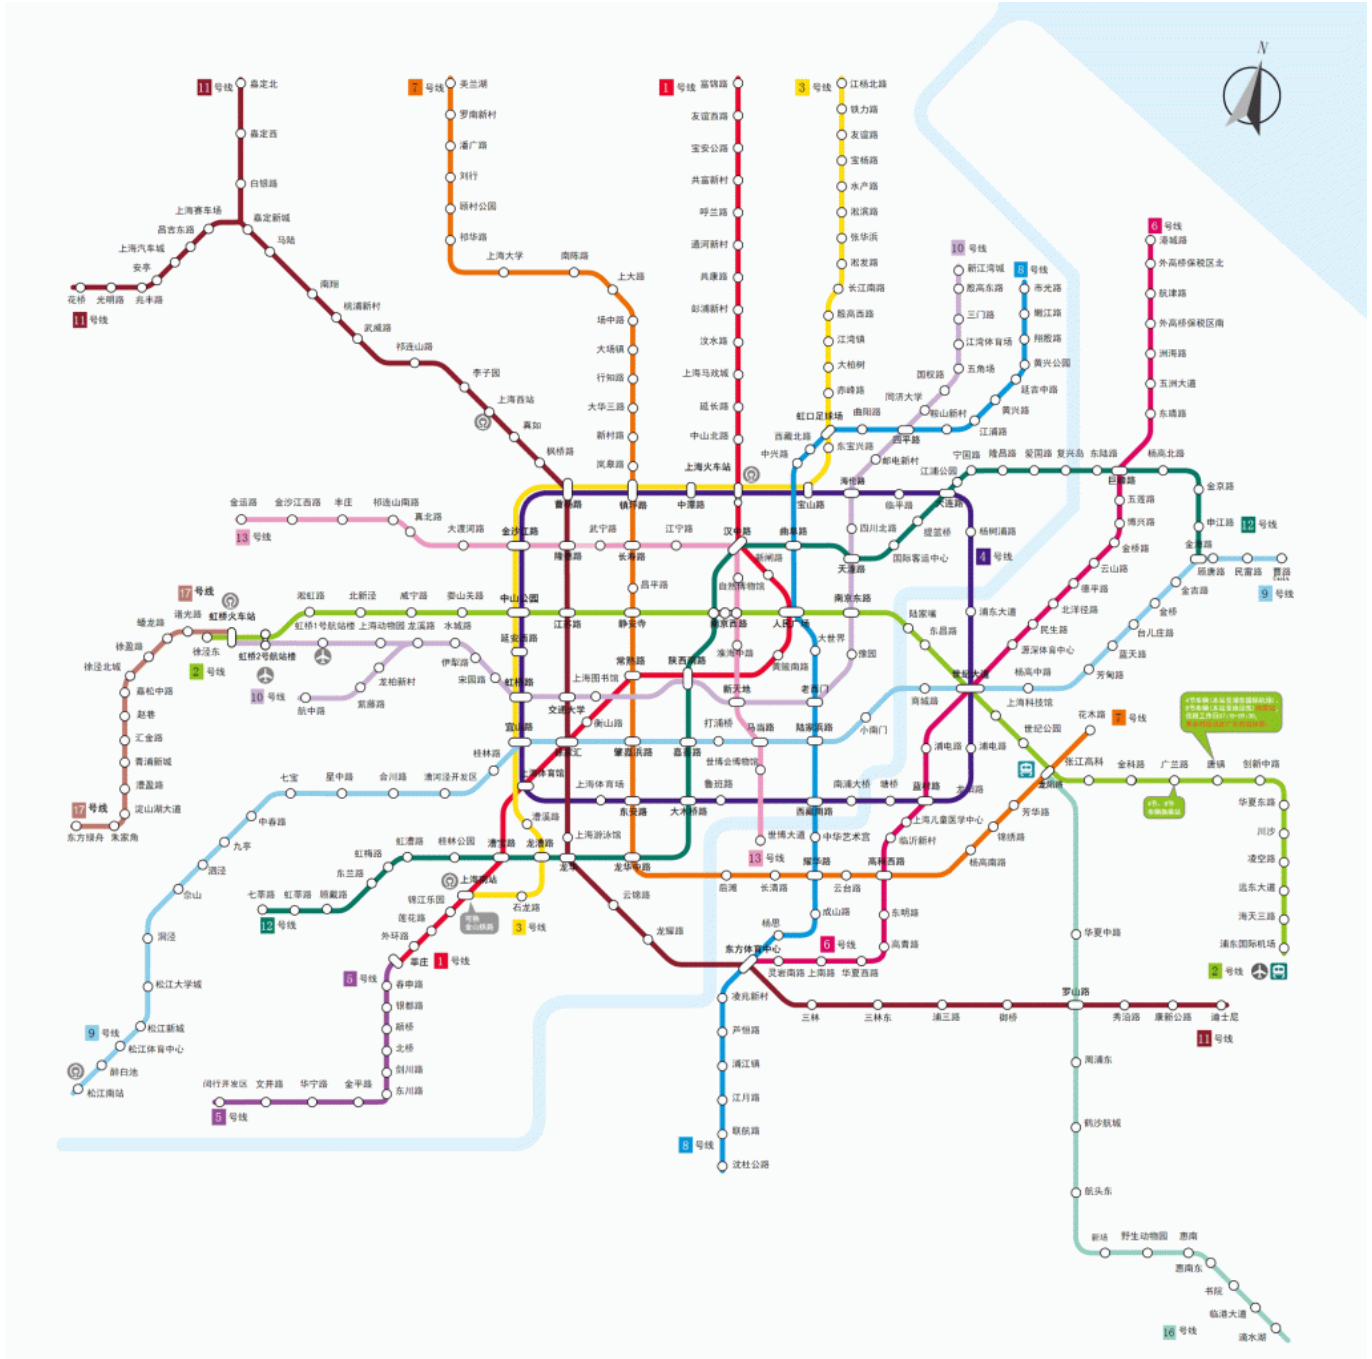 N
11 号线
嘉定北
7 号线
美兰湖
1 号线
富锦路
3 号线
江杨北路
罗南新村
友谊西路
铁力路
嘉定西
友谊路
潘广路
宝安公路
宝杨路
刘行
共富新村
水产路
白银路
顾村公园
呼兰路
淞滨路
上海赛车场
嘉定新城
昌吉东路
马陆
祁华路
通河新村
张华浜
6 号线
港城路
上海汽车城
安亭
上海大学
南陈路
上大路
共康路
淞发路
10 号线
新江湾城
8 号线
外高桥保税区北
花桥
光明路
兆丰路
11 号线
南翔
桃浦新村
武威路
祁连山路
李子园
上海西站
真如
枫桥路
场中路
大场镇
行知路
大华三路
新村路
岚皋路
彭浦新村
汶水路
上海马戏城
延长路
中山北路
上海火车站
长江南路
殷高西路
江湾镇
大柏树
赤峰路
虹口足球场
西藏北路
中兴路
东宝兴路
曲阳路
四平路
鞍山新村
同济大学
国权路
五角场
江湾体育场
三门路
殷高东路
市光路
嫩江路
翔殷路
黄兴公园
延吉中路
黄兴路
江浦路
邮电新村
海伦路
航津路
外高桥保税区南
洲海路
五洲大道
东靖路
宁国路
隆昌路
爱国路
复兴岛
东陆路
巨峰路
杨高北路
江浦公园
大连路
金京路
申江路
12 号线
金海路
顾唐路
民雷路
曹路
9 号线
五莲路
博兴路
金桥路
云山路
德平路
北洋径路
民生路
源深体育中心
金吉路
金桥
台儿庄路
蓝天路
芳甸路
杨高中路
世纪大道
金运路
金沙江西路
丰庄
祁连山南路
真北路
大渡河路
13 号线
金沙江路
隆德路
武宁路
长寿路
江宁路
汉中路
曹杨路
镇坪路
中潭路
宝山路
临平路
杨树浦路
4 号线
提篮桥
国际客运中心
天潼路
四川北路
曲阜路
新闸路
自然博物馆
昌平路
17 号线
诸光路
虹桥火车站
蟠龙路
徐盈路
徐泾北城
徐泾东
2 号线
虹桥2号航站楼
10 号线
淞虹路
北新泾
威宁路
娄山关路
中山公园
江苏路
静安寺
南京西路
人民广场
南京东路
陆家嘴
东昌路
浦东大道
虹桥1号航站楼
上海动物园
龙溪路
水城路
伊犁路
宋园路
延安西路
虹桥路
航中路
紫藤路
龙柏新村
常熟路
陕西南路
淮海中路
黄陂南路
大世界
豫园
上海图书馆
交通大学
新天地
老西门
商城路
上海科技馆
世纪公园
嘉松中路
赵巷
汇金路
青浦新城
漕盈路
淀山湖大道
17 号线
东方绿舟
朱家角
宜山路
衡山路
徐家汇
肇嘉浜路
嘉善路
打浦桥
马当路
陆家浜路
小南门
浦电路
浦电路
花木路
7 号线
桂林路
世博会博物馆
上海体育馆
上海体育场
东安路
大木桥路
鲁班路
西藏南路
南浦大桥
塘桥
蓝村路
龙阳路
张江高科
金科路
广兰路
唐镇
创新中路
华夏东路
川沙
凌空路
远东大道
海天三路
浦东国际机场
2 号线
七宝
星中路
合川路
漕河泾开发区
中春路
九亭
泗泾
佘山
洞泾
松江大学城
松江新城
松江体育中心
醉白池
松江南站
9 号线
漕溪路
上海游泳馆
世博大道
13 号线
中华艺术宫
上海儿童医学中心
临沂新村
芳华路
锦绣路
杨高南路
虹梅路
虹漕路
桂林公园
漕宝路
龙漕路
龙华
龙华中路
后滩
长清路
耀华路
云台路
高科西路
东兰路
七莘路
虹莘路
顾戴路
12 号线
上海南站
锦江乐园
莲花路
外环路
莘庄
1 号线
石龙路
3 号线
云锦路
龙耀路
成山路
杨思
东方体育中心
6 号线
灵岩南路
上南路
华夏西路
东明路
高青路
华夏中路
5 号线
春申路
银都路
颛桥
北桥
剑川路
东川路
闵行开发区
文井路
华宁路
金平路
5 号线
凌兆新村
芦恒路
浦江镇
江月路
联航路
沈杜公路
8 号线
三林
三林东
浦三路
御桥
罗山路
秀沿路
康新公路
迪士尼
11 号线
周浦东
鹤沙航城
航头东
新场
野生动物园
惠南
惠南东
书院
临港大道
滴水湖
16 号线